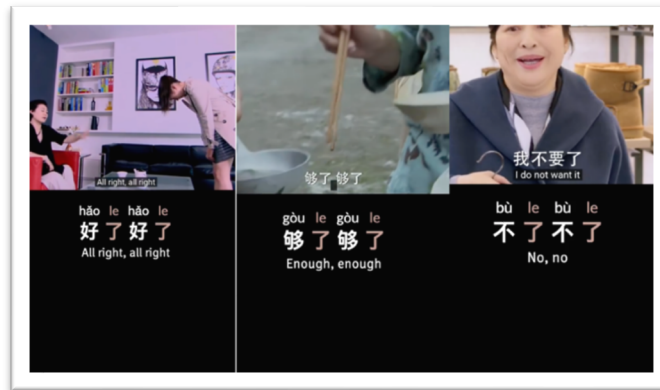 All right, all right
hǎo le hǎo le
好了好了
All right, all right
够了 够了
gòu le gòu le
够了够了
Enough, enough
我不要了
I do not want it
bù le bù le
不了不了
No, no